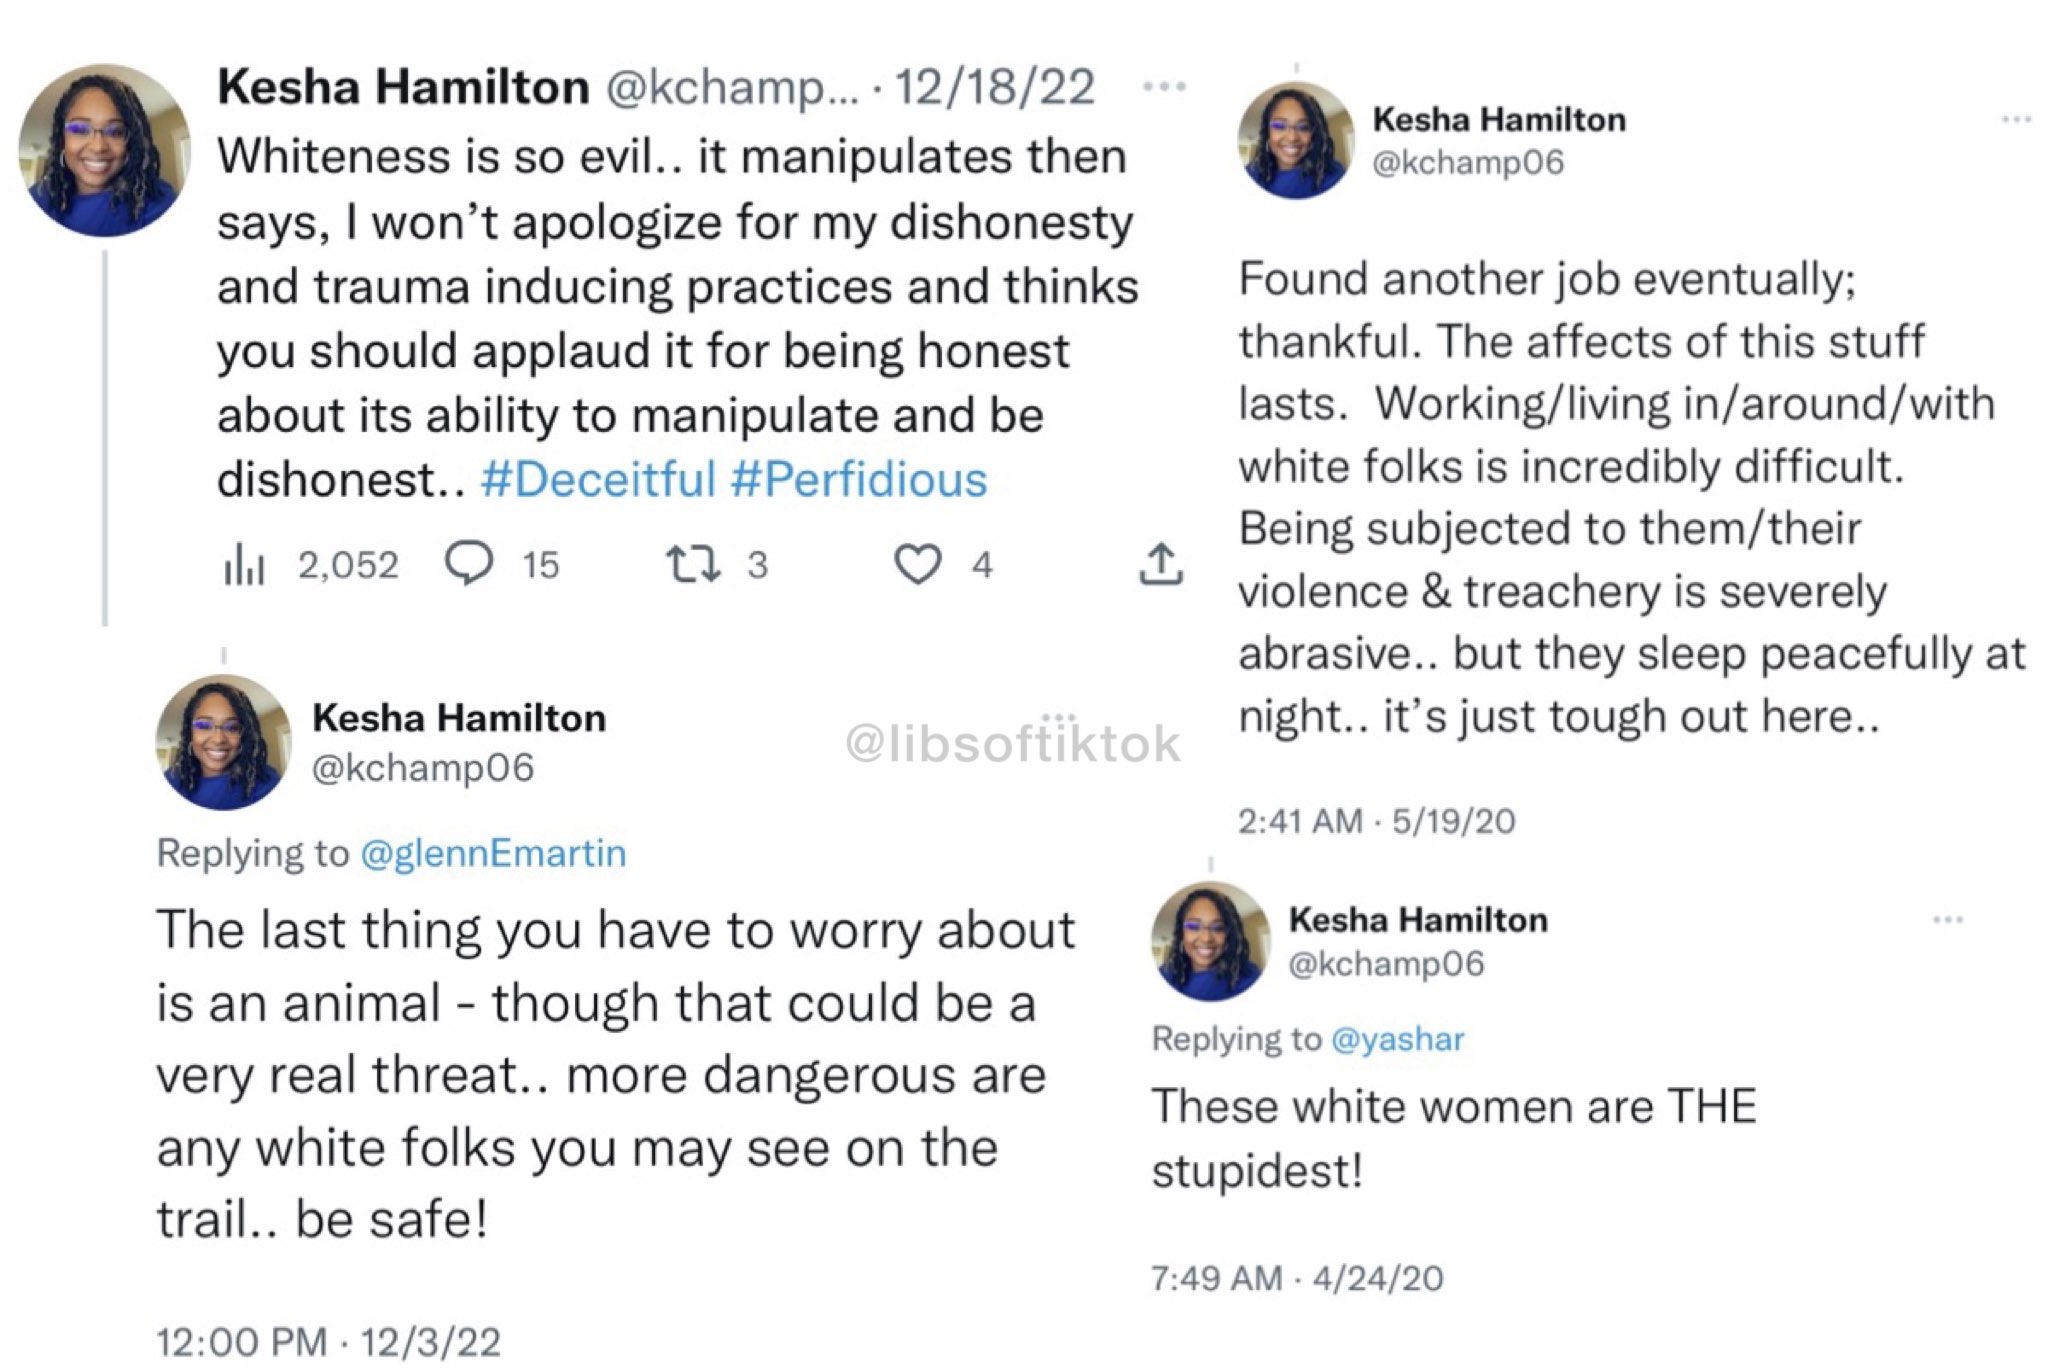 Kesha Hamilton @kchamp... · 12/18/22
Whiteness is so evil.. it manipulates then
says, I won't apologize for my dishonesty
and trauma inducing practices and thinks
you should applaud it for being honest
about its ability to manipulate and be
dishonest.. #Deceitful #Perfidious
2,052 15 3 4
Kesha Hamilton
@kchamp06
Replying to @glennEmartin
The last thing you have to worry about
is an animal - though that could be a
very real threat.. more dangerous are
any white folks you may see on the
trail.. be safe!
12:00 PM · 12/3/22
@libsoftiktok
Kesha Hamilton
@kchamp06
Found another job eventually;
thankful. The affects of this stuff
lasts.  Working/living in/around/with
white folks is incredibly difficult.
Being subjected to them/their
violence & treachery is severely
abrasive.. but they sleep peacefully at
night.. it's just tough out here..
2:41 AM · 5/19/20
Kesha Hamilton
@kchamp06
Replying to @yashar
These white women are THE
stupidest!
7:49 AM · 4/24/20